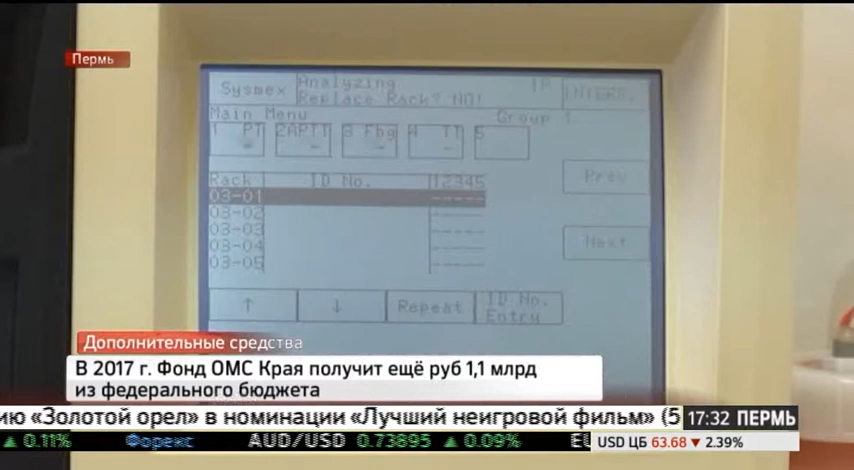 Пермь
Sysmex
Analyzing
Replace Rack? NO!
IP
INTERR.
Main Menu
Group 1
1 PT
2APTT
3 Fbg
4 TT
5
Rack
ID No.
12345
03-01
03-02
03-03
03-04
03-05
Prev
Next
↑
↓
Repeat
ID No.
Entry
Дополнительные средства
В 2017 г. Фонд ОМС Края получит ещё руб 1,1 млрд
из федерального бюджета
ию «Золотой орел» в номинации «Лучший неигровой фильм» (5
17:32 ПЕРМЬ
▲ 0.11%
Форекс
AUD/USD 0.73895 ▲ 0.09%
USD ЦБ 63.68 ▼ 2.39%